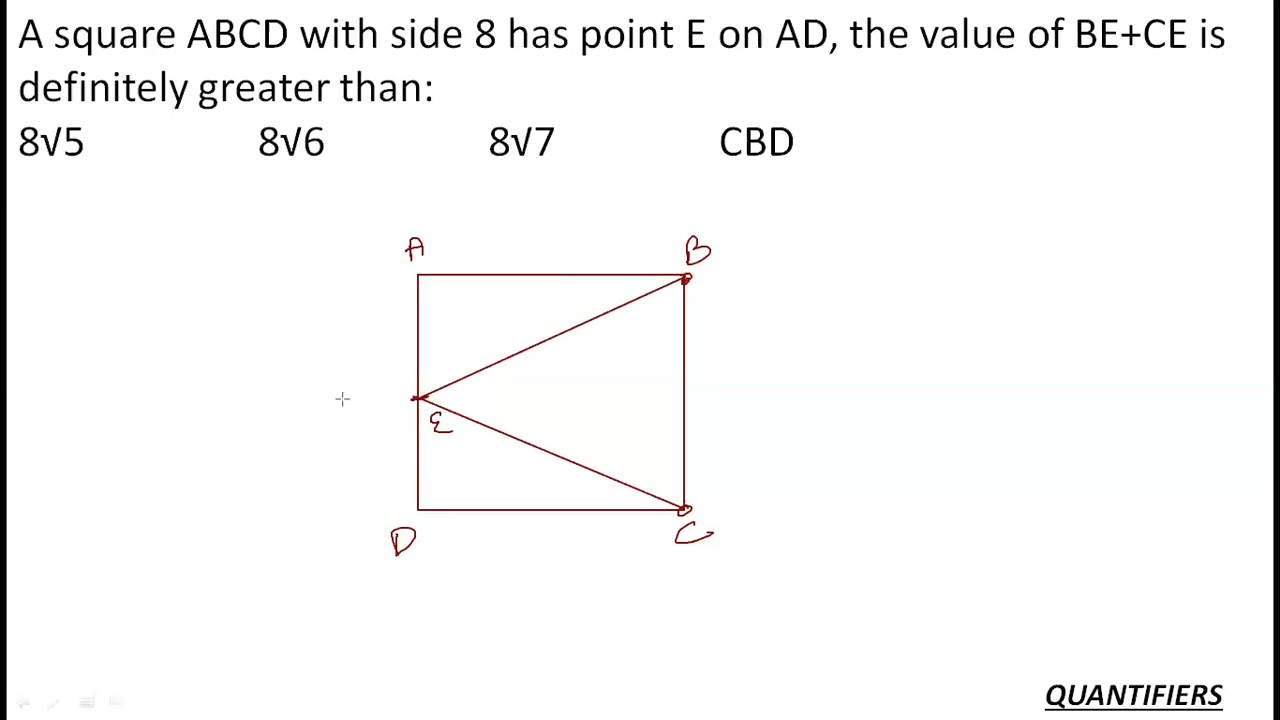 A square ABCD with side 8 has point E on AD, the value of BE+CE is
definitely greater than:
8√5 8√6 8√7 CBD
A B
E
D C
QUANTIFIERS